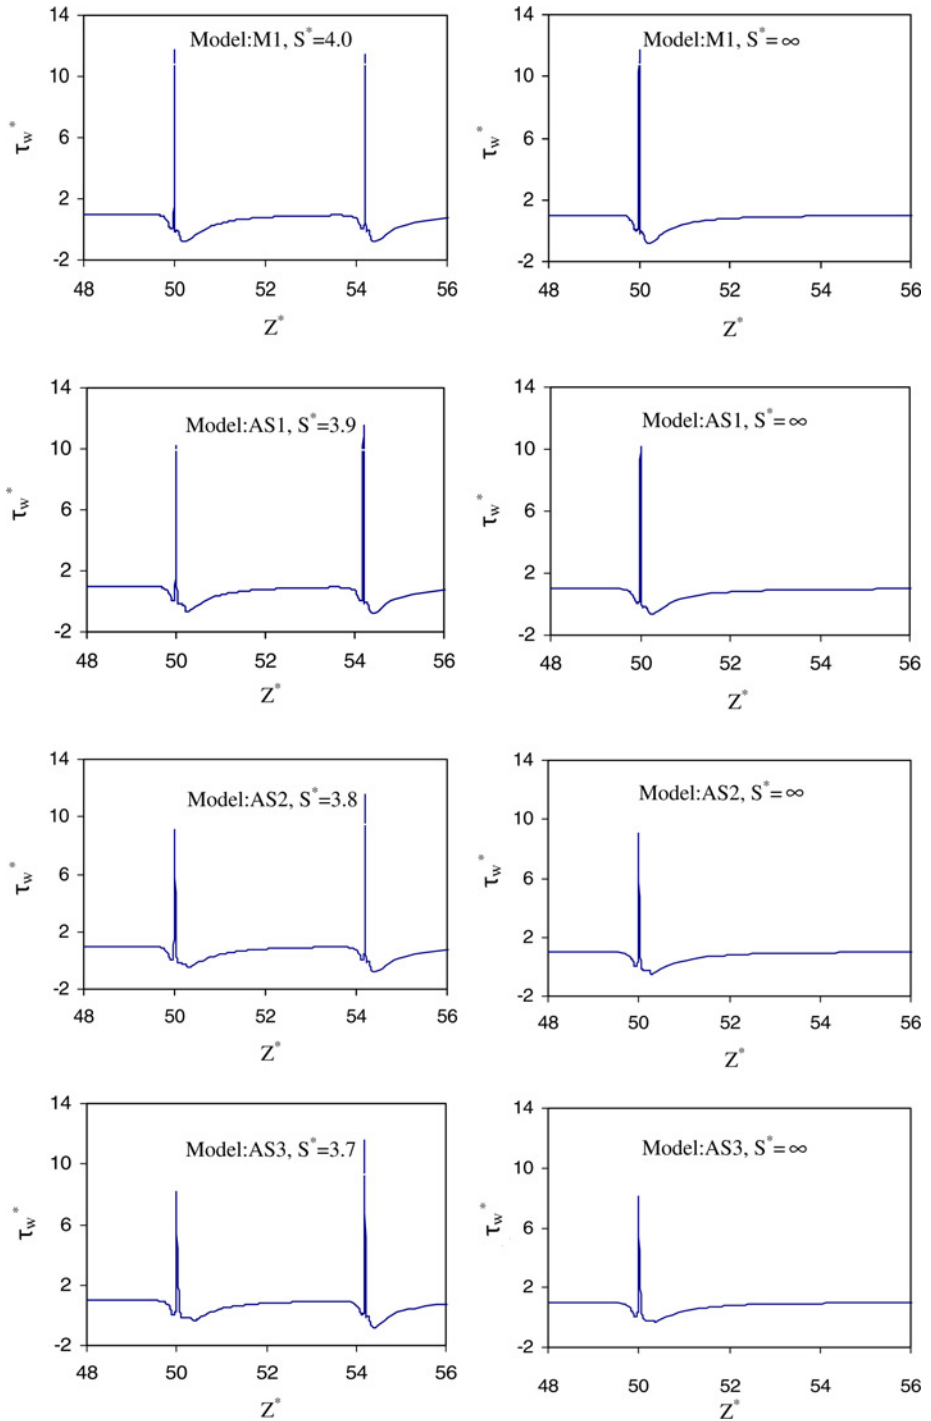 14
Model:M1, S*=4.0
10
6
2
-2
τw*
48 50 52 54 56
Z*
14
Model:M1, S*=∞
10
6
2
-2
τw*
48 50 52 54 56
Z*
14
Model:AS1, S*=3.9
10
6
2
-2
τw*
48 50 52 54 56
Z*
14
Model:AS1, S*=∞
10
6
2
-2
τw*
48 50 52 54 56
Z*
14
Model:AS2, S*=3.8
10
6
2
-2
τw*
48 50 52 54 56
Z*
14
Model:AS2, S*=∞
10
6
2
-2
τw*
48 50 52 54 56
Z*
14
Model:AS3, S*=3.7
10
6
2
-2
τw*
48 50 52 54 56
Z*
14
Model:AS3, S*=∞
10
6
2
-2
τw*
48 50 52 54 56
Z*